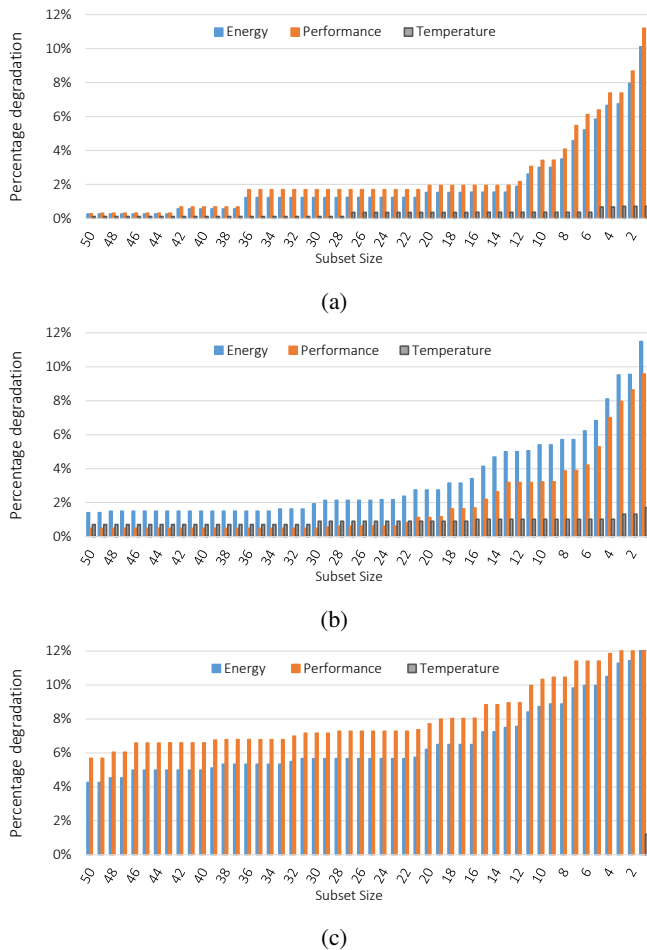 12%
Energy Performance Temperature
10%
8%
6%
4%
2%
0%
Percentage degradation
50 48 46 44 42 40 38 36 34 32 30 28 26 24 22 20 18 16 14 12 10 8 6 4 2
Subset Size
(a)
12%
Energy Performance Temperature
10%
8%
6%
4%
2%
0%
Percentage degradation
50 48 46 44 42 40 38 36 34 32 30 28 26 24 22 20 18 16 14 12 10 8 6 4 2
Subset Size
(b)
12%
Energy Performance Temperature
10%
8%
6%
4%
2%
0%
Percentage degradation
50 48 46 44 42 40 38 36 34 32 30 28 26 24 22 20 18 16 14 12 10 8 6 4 2
Subset Size
(c)